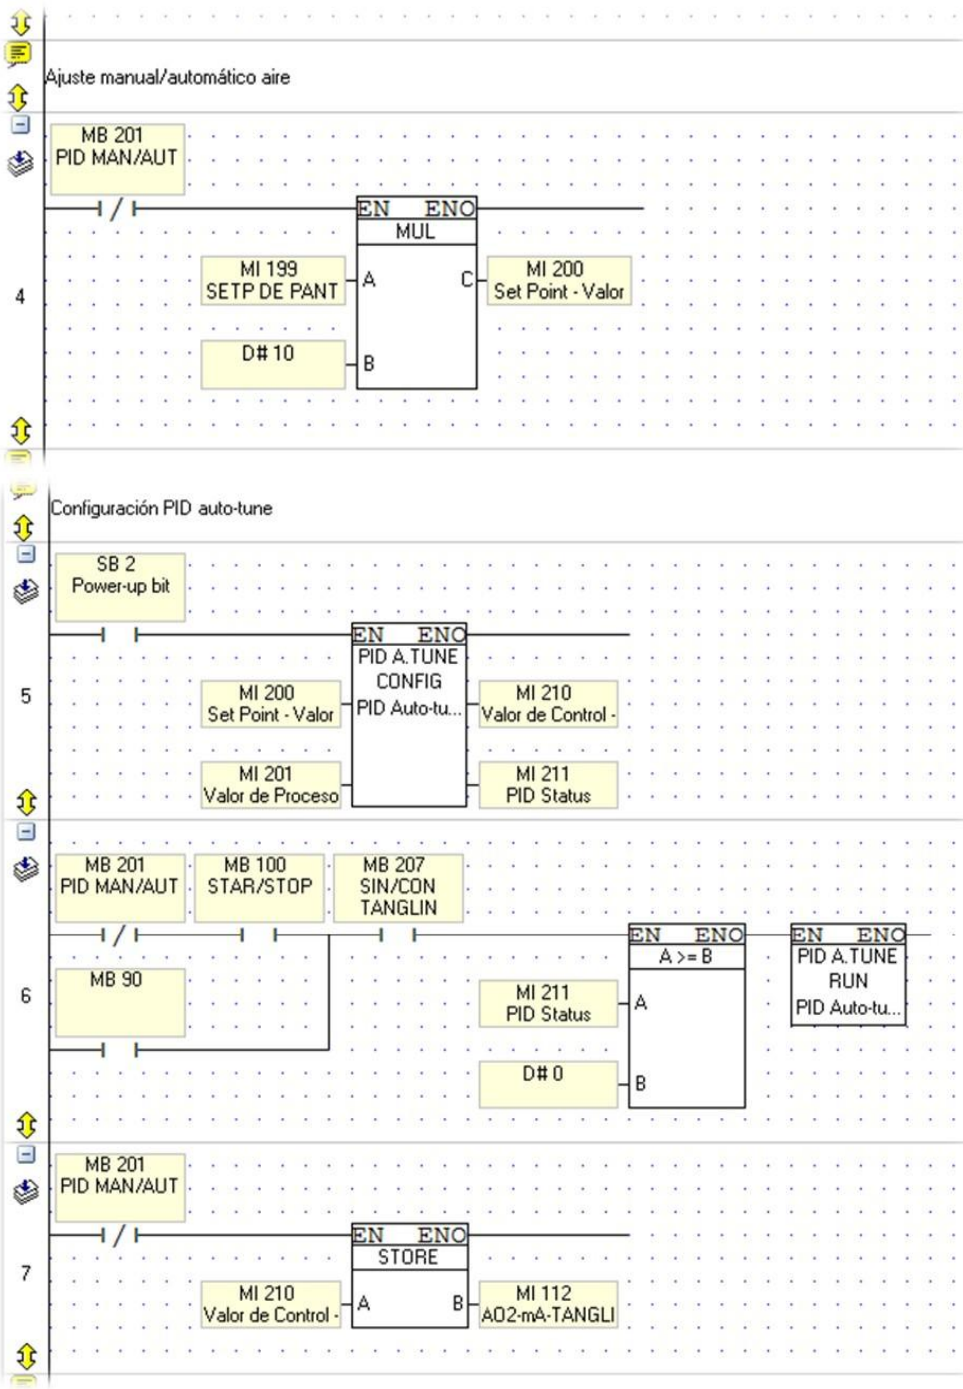 Ajuste manual/automático aire
MB 201
PID MAN/AUT
EN ENO
MUL
MI 199
SETP DE PANT
A
C
MI 200
Set Point - Valor
4
D# 10
B
Configuración PID auto-tune
SB 2
Power-up bit
EN ENO
PID A.TUNE
CONFIG
PID Auto-tu...
5
MI 200
Set Point - Valor
MI 210
Valor de Control -
MI 201
Valor de Proceso
MI 211
PID Status
MB 201
PID MAN/AUT
MB 100
STAR/STOP
MB 207
SIN/CON
TANGLIN
EN ENO
A >= B
EN ENO
PID A.TUNE
RUN
PID Auto-tu...
6
MB 90
MI 211
PID Status
A
D# 0
B
MB 201
PID MAN/AUT
EN ENO
STORE
7
MI 210
Valor de Control -
A
B
MI 112
AO2-mA-TANGLI